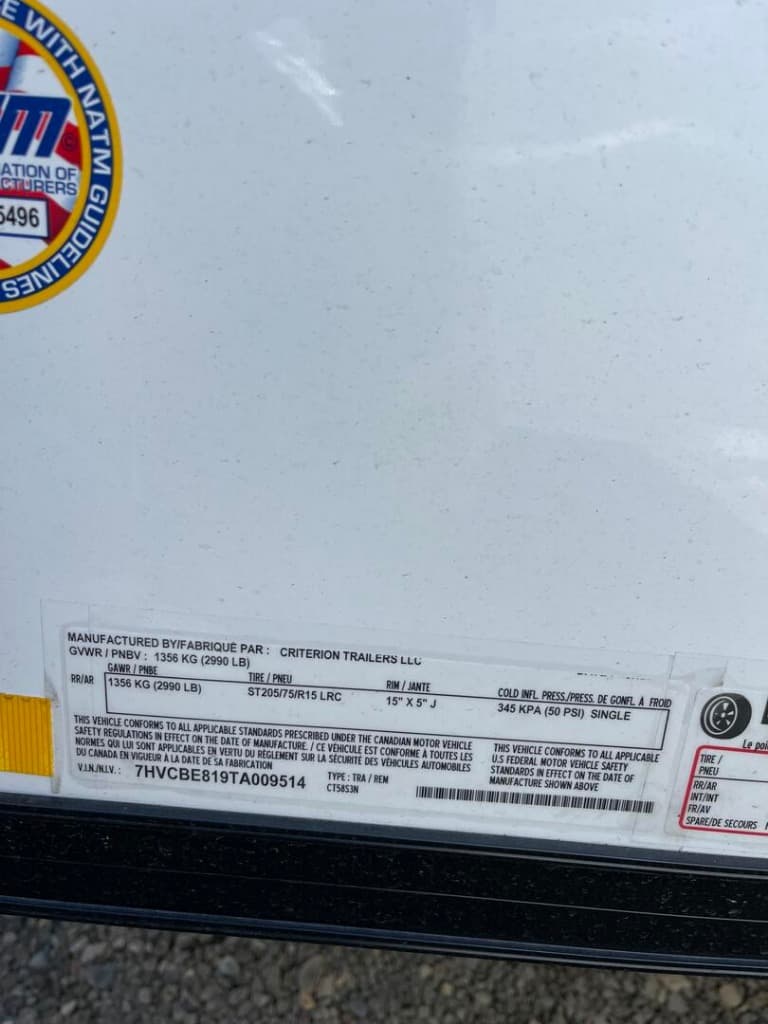 E WITH NATM GUIDELINES
TM
IATION OF
CTURERS
5496
MANUFACTURED BY/FABRIQUÉ PAR : CRITERION TRAILERS LLC
GVWR / PNBV : 1356 KG (2990 LB)
GAWR / PNBE TIRE / PNEU RIM / JANTE COLD INFL. PRESS./PRESS. DE GONFL. À FROID
RR/AR 1356 KG (2990 LB) ST205/75/R15 LRC 15" X 5" J 345 KPA (50 PSI) SINGLE
THIS VEHICLE CONFORMS TO ALL APPLICABLE STANDARDS PRESCRIBED UNDER THE CANADIAN MOTOR VEHICLE
SAFETY REGULATIONS IN EFFECT ON THE DATE OF MANUFACTURE. / CE VÉHICULE EST CONFORME À TOUTES LES
NORMES QUI LUI SONT APPLICABLES EN VERTU DU RÈGLEMENT SUR LA SÉCURITÉ DES VÉHICULES AUTOMOBILES
DU CANADA EN VIGUEUR À LA DATE DE SA FABRICATION
THIS VEHICLE CONFORMS TO ALL APPLICABLE
U.S FEDERAL MOTOR VEHICLE SAFETY
STANDARDS IN EFFECT ON THE DATE OF
MANUFACTURE SHOWN ABOVE
V.I.N./N.I.V. : 7HVCBE819TA009514 TYPE : TRA / REM
CT58S3N
Le poi
TIRE /
PNEU
RR/AR
INT/INT
FR/AV
SPARE/DE SECOURS